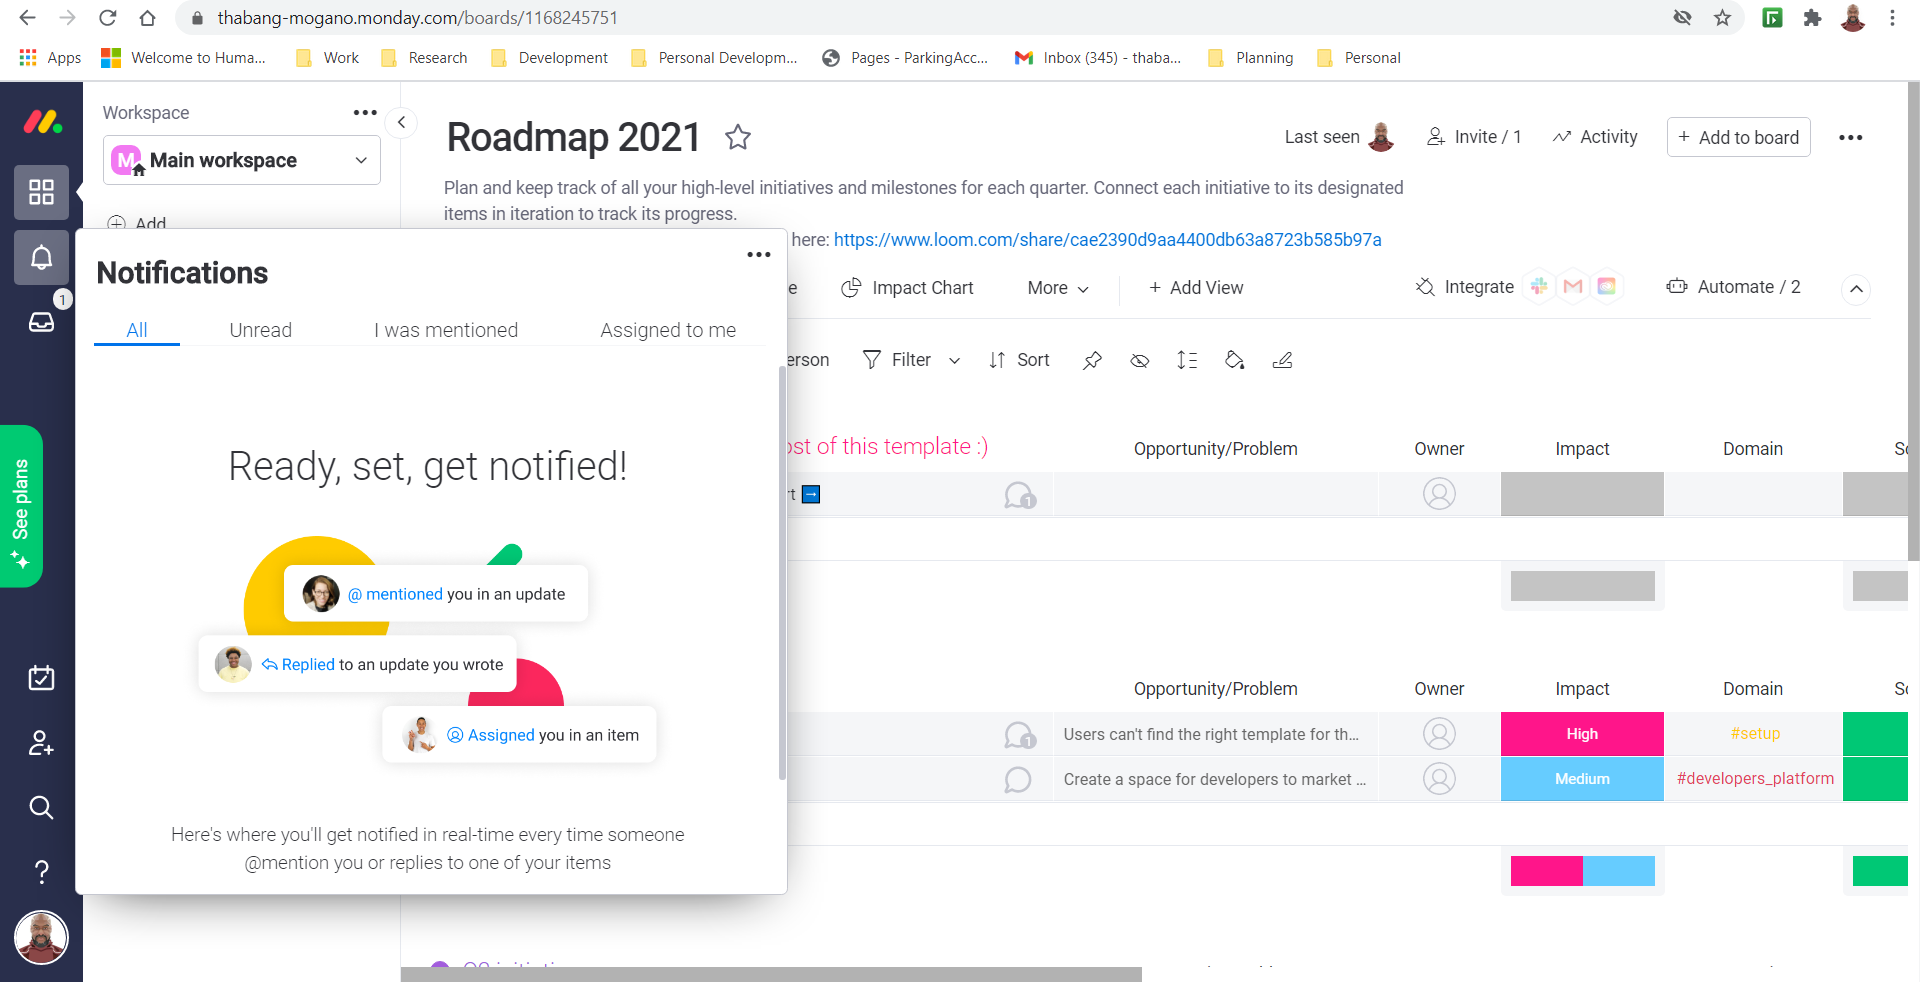 thabang-mogano.monday.com/boards/1168245751
Apps
Welcome to Huma...
Work
Research
Development
Personal Developm...
Pages - ParkingAcc...
Inbox (345) - thaba...
Planning
Personal
Workspace
M
Main workspace
Add
Roadmap 2021
Last seen
Invite / 1
Activity
+ Add to board
Plan and keep track of all your high-level initiatives and milestones for each quarter. Connect each initiative to its designated
items in iteration to track its progress.
here: https://www.loom.com/share/cae2390d9aa4400db63a8723b585b97a
Impact Chart
More
+ Add View
Integrate
Automate / 2
Filter
Sort
1
See plans
Notifications
All
Unread
I was mentioned
Assigned to me
Ready, set, get notified!
@ mentioned you in an update
Replied to an update you wrote
Assigned you in an item
Here's where you'll get notified in real-time every time someone
@mention you or replies to one of your items
of this template :)
Opportunity/Problem
Owner
Impact
Domain
1
Opportunity/Problem
Owner
Impact
Domain
1
Users can't find the right template for th...
High
#setup
Create a space for developers to market ...
Medium
#developers_platform